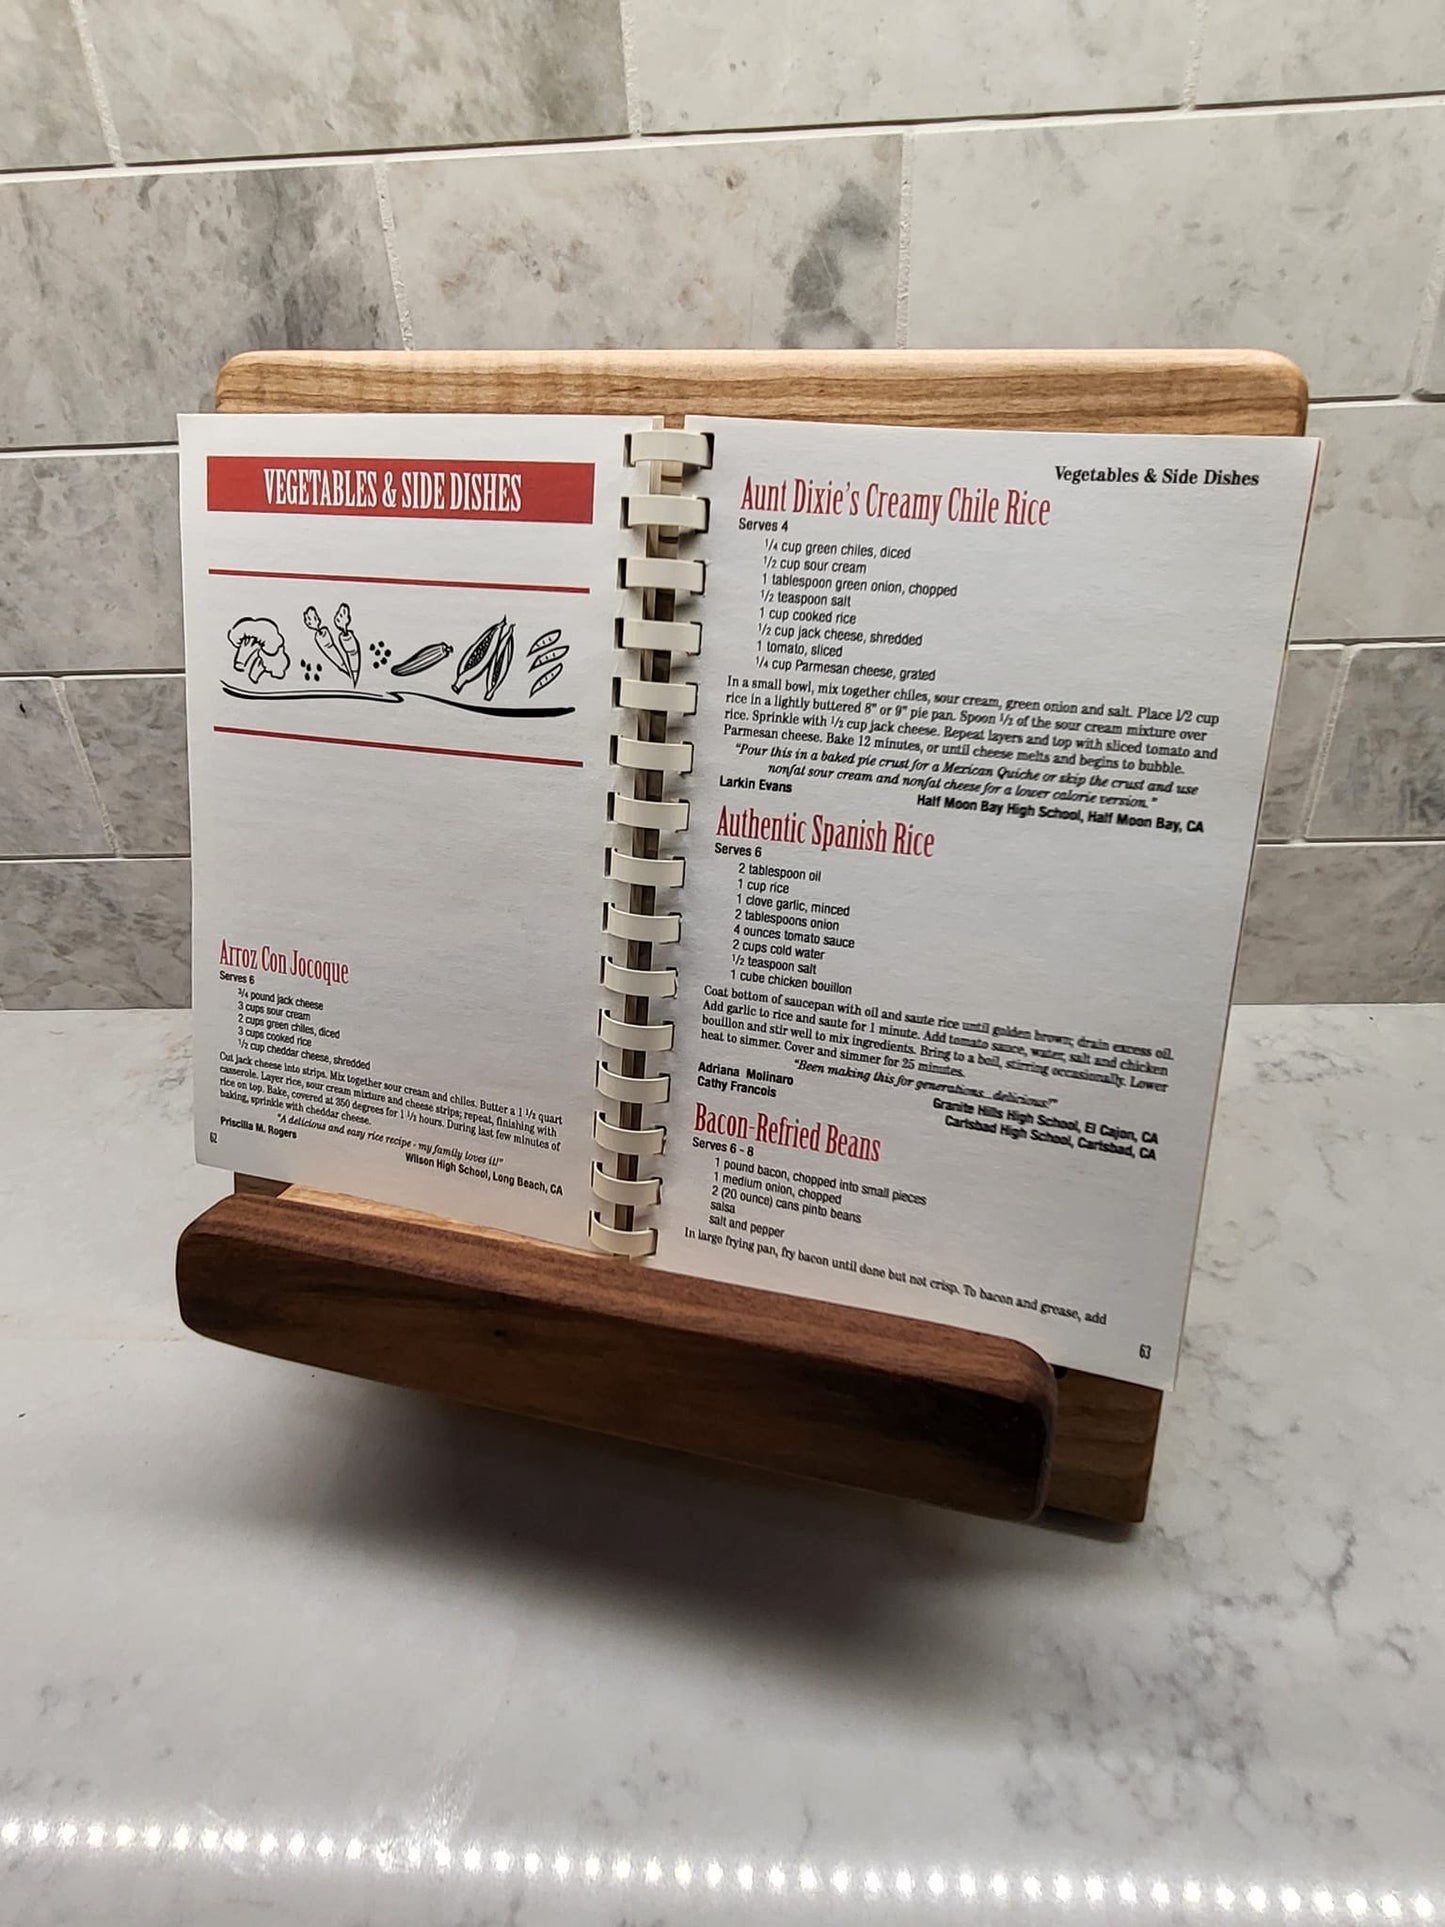 VEGETABLES & SIDE DISHES
Arroz Con Jocoque
Serves 6
3/4 pound jack cheese
3 cups sour cream
2 cups green chiles, diced
3 cups cooked rice
1/2 cup cheddar cheese, shredded
Cut jack cheese into strips. Mix together sour cream and chiles. Butter a 1 1/2 quart
casserole. Layer rice, sour cream mixture and cheese strips; repeat, finishing with
rice on top. Bake, covered at 350 degrees for 1 1/2 hours. During last few minutes of
baking, sprinkle with cheddar cheese.
"A delicious and easy rice recipe - my family loves it!"
Priscilla M. Rogers
Wilson High School, Long Beach, CA
62
Vegetables & Side Dishes
Aunt Dixie's Creamy Chile Rice
Serves 4
1/4 cup green chiles, diced
1/2 cup sour cream
1 tablespoon green onion, chopped
1/2 teaspoon salt
1 cup cooked rice
1/2 cup jack cheese, shredded
1 tomato, sliced
1/4 cup Parmesan cheese, grated
In a small bowl, mix together chiles, sour cream, green onion and salt. Place 1/2 cup
rice in a lightly buttered 8" or 9" pie pan. Spoon 1/2 of the sour cream mixture over
rice. Sprinkle with 1/2 cup jack cheese. Repeat layers and top with sliced tomato and
Parmesan cheese. Bake 12 minutes, or until cheese melts and begins to bubble.
"Pour this in a baked pie crust for a Mexican Quiche or skip the crust and use
nonfat sour cream and nonfat cheese for a lower calorie version."
Larkin Evans
Half Moon Bay High School, Half Moon Bay, CA
Authentic Spanish Rice
Serves 6
2 tablespoon oil
1 cup rice
1 clove garlic, minced
2 tablespoons onion
4 ounces tomato sauce
2 cups cold water
1/2 teaspoon salt
1 cube chicken bouillon
Coat bottom of saucepan with oil and saute rice until golden brown; drain excess oil.
Add garlic to rice and saute for 1 minute. Add tomato sauce, water, salt and chicken
bouillon and stir well to mix ingredients. Bring to a boil, stirring occasionally. Lower
heat to simmer. Cover and simmer for 25 minutes.
"Been making this for generations...delicious!"
Adriana Molinaro
Granite Hills High School, El Cajon, CA
Cathy Francois
Carlsbad High School, Carlsbad, CA
Bacon-Refried Beans
Serves 6 - 8
1 pound bacon, chopped into small pieces
1 medium onion, chopped
2 (20 ounce) cans pinto beans
salsa
salt and pepper
In large frying pan, fry bacon until done but not crisp. To bacon and grease, add
63